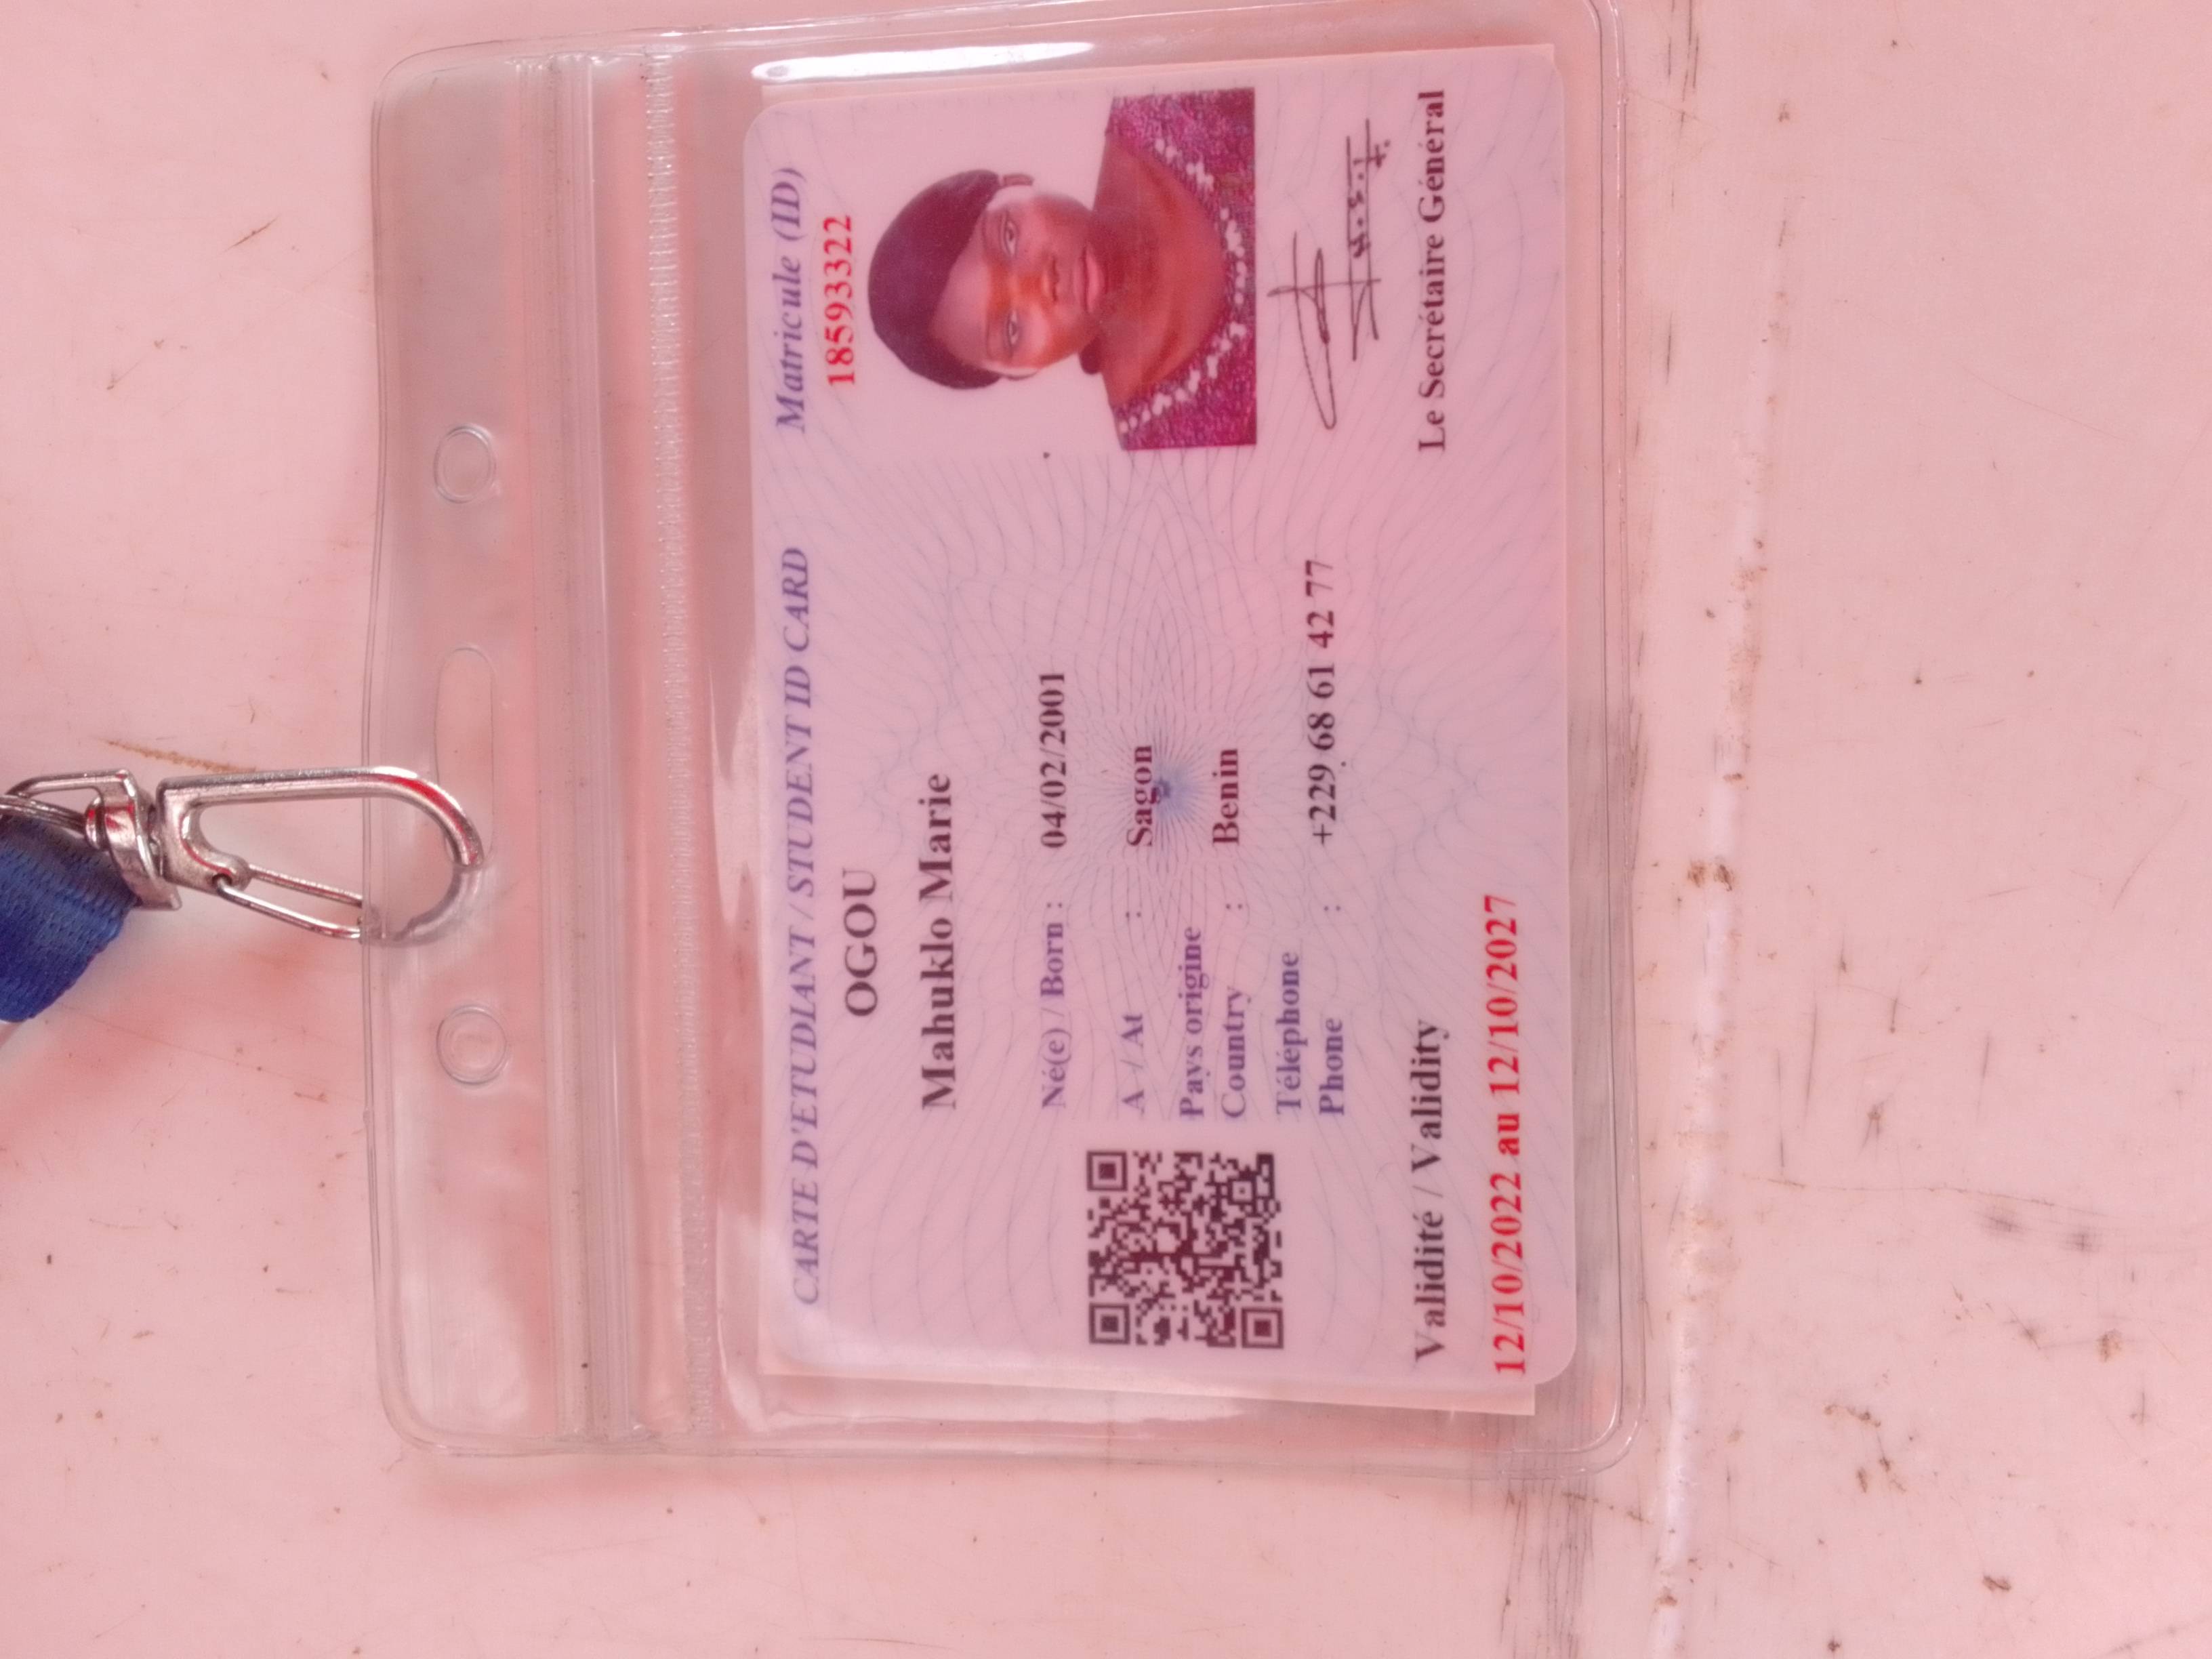 CARTE D'ETUDIANT / STUDENT ID CARD
Matricule (ID)
18593322
OGOU
Mahuklo Marie
Né(e) / Born : 04/02/2001
A / At : Sagon
Pays origine
Country : Benin
Téléphone
Phone : +229 68 61 42 77
Validité / Validity
12/10/2022 au 12/10/2027
Le Secrétaire Général